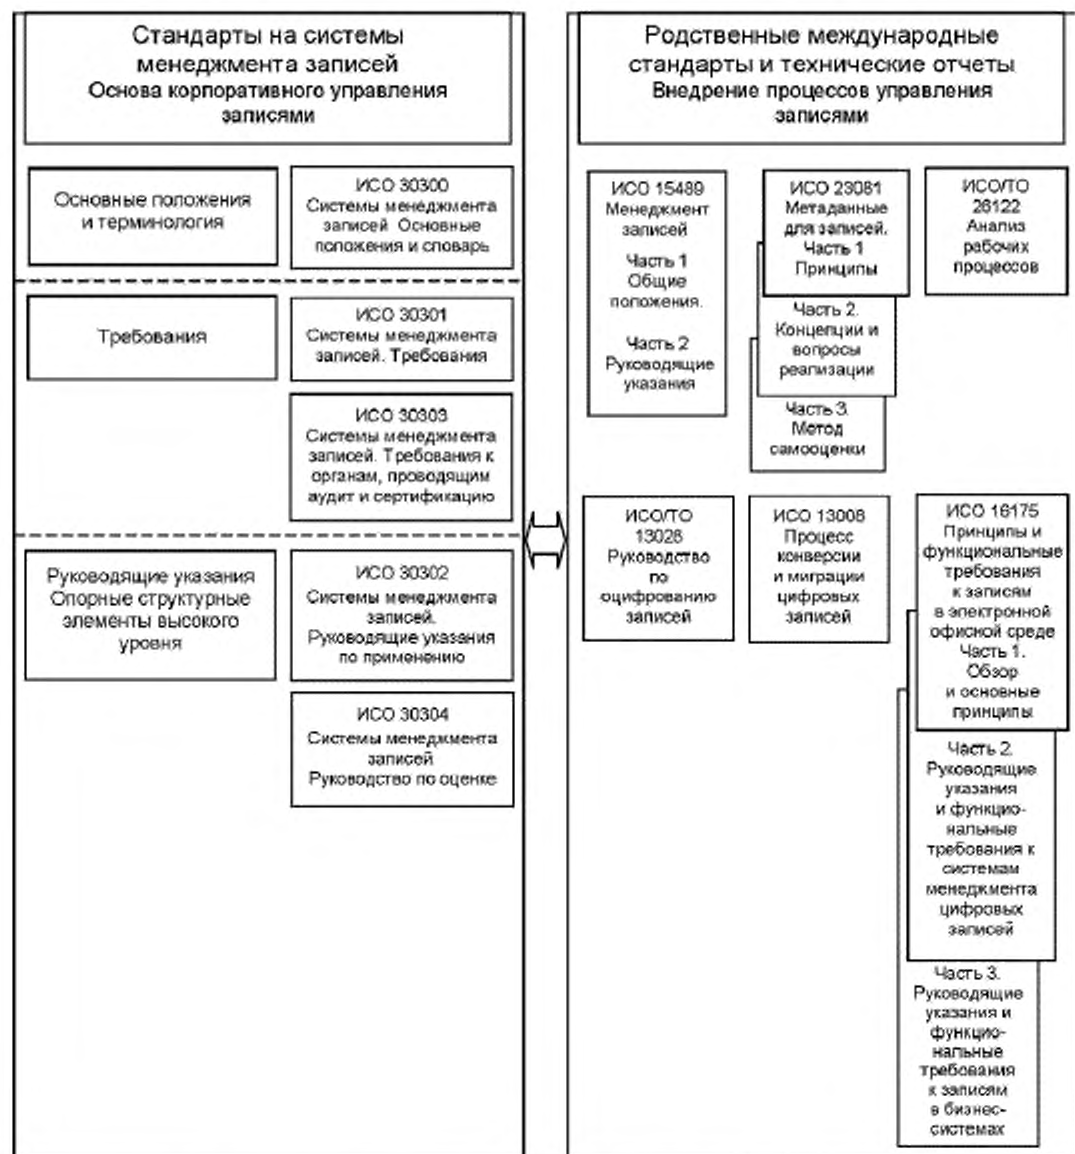 Стандарты на системы
менеджмента записей
Основа корпоративного управления
записями
Основные положения
и терминология
ИСО 30300
Системы менеджмента
записей Основные
положения и словарь
Требования
ИСО 30301
Системы менеджмента
записей. Требования
ИСО 30303
Системы менеджмента
записей. Требования к
органам, проводящим
аудит и сертификацию
Руководящие указания
Опорные структурные
элементы высокого
уровня
ИСО 30302
Системы менеджмента
записей.
Руководящие указания
по применению
ИСО 30304
Системы менеджмента
записей
Руководство по оценке
Родственные международные
стандарты и технические отчеты
Внедрение процессов управления
записями
ИСО 15489
Менеджмент
записей
Часть 1
Общие
положения.
Часть 2
Руководящие
указания
ИСО 23081
Метаданные
для записей.
Часть 1
Принципы
Часть 2.
Концепции и
вопросы
реализации
Часть 3.
Метод
самооценки
ИСО/ТО
26122
Анализ
рабочих
процессов
ИСО/ТО
13028
Руководство
по
оцифрованию
записей
ИСО 13008
Процесс
конверсии
и миграции
цифровых
записей
ИСО 16175
Принципы и
функциональные
требования
к записям
в электронной
офисной среде
Часть 1.
Обзор
и основные
принципы
Часть 2.
Руководящие
указания
и функцио-
нальные
требования к
системам
менеджмента
цифровых
записей
Часть 3.
Руководящие
указания и
функцио-
нальные
требования
к записям
в бизнес-
системах